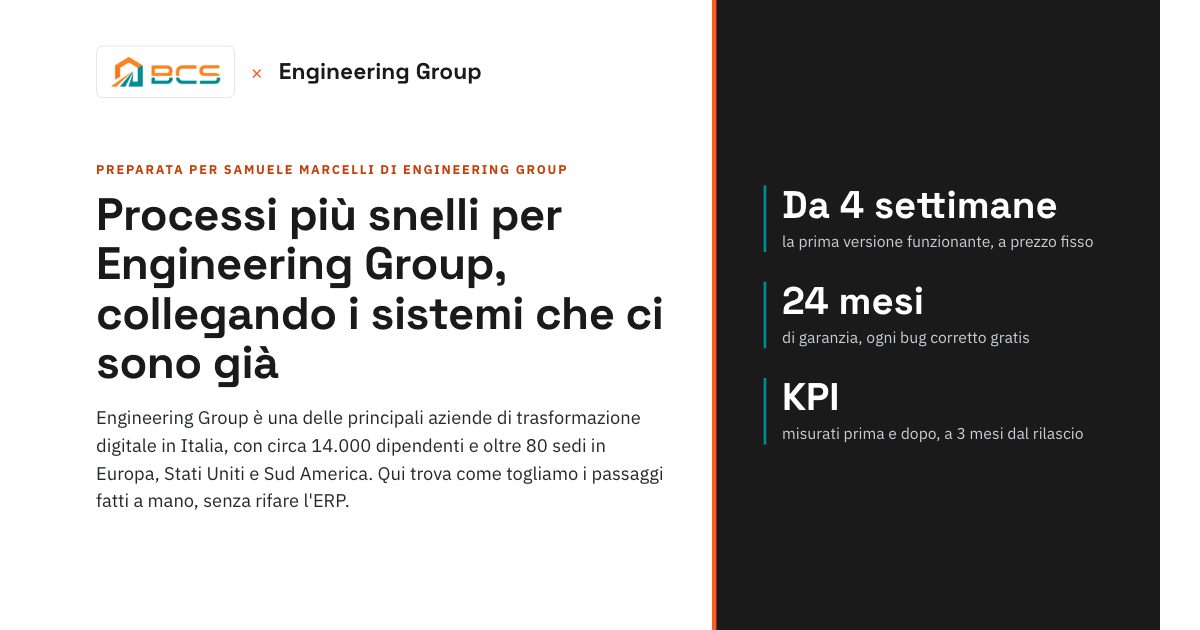 BCS × Engineering Group
PREPARATA PER SAMUELE MARCELLI DI ENGINEERING GROUP
Processi più snelli per
Engineering Group,
collegando i sistemi che ci
sono già
Engineering Group è una delle principali aziende di trasformazione
digitale in Italia, con circa 14.000 dipendenti e oltre 80 sedi in
Europa, Stati Uniti e Sud America. Qui trova come togliamo i passaggi
fatti a mano, senza rifare l'ERP.
Da 4 settimane
la prima versione funzionante, a prezzo fisso
24 mesi
di garanzia, ogni bug corretto gratis
KPI
misurati prima e dopo, a 3 mesi dal rilascio